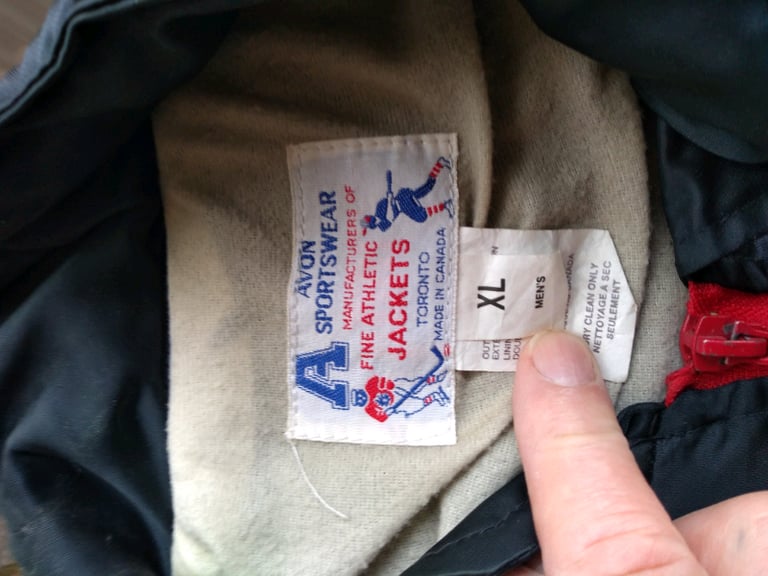 A
AVON
SPORTSWEAR
MANUFACTURERS OF
FINE ATHLETIC
JACKETS
TORONTO
MADE IN CANADA
XL
MEN'S
DRY CLEAN ONLY
NETTOYAGE A SEC
SEULEMENT